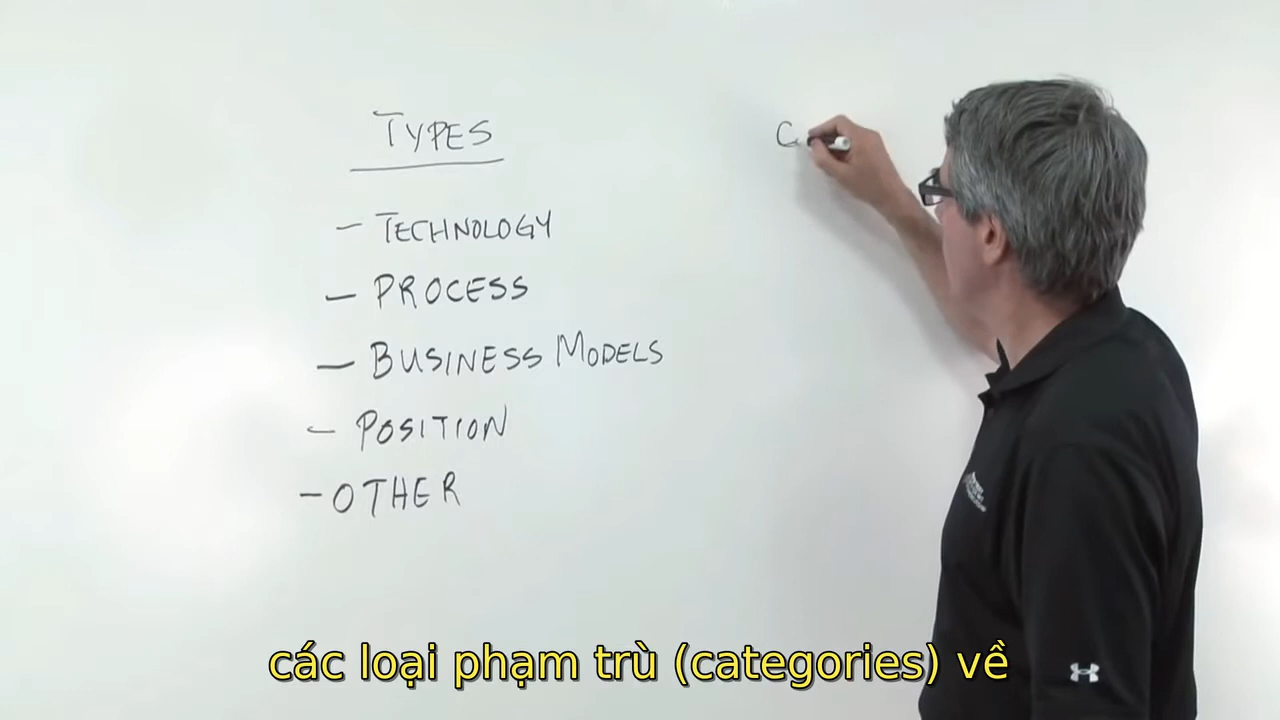 TYPES
- TECHNOLOGY
- PROCESS
- BUSINESS MODELS
- POSITION
- OTHER
C
các loại phạm trù (categories) về